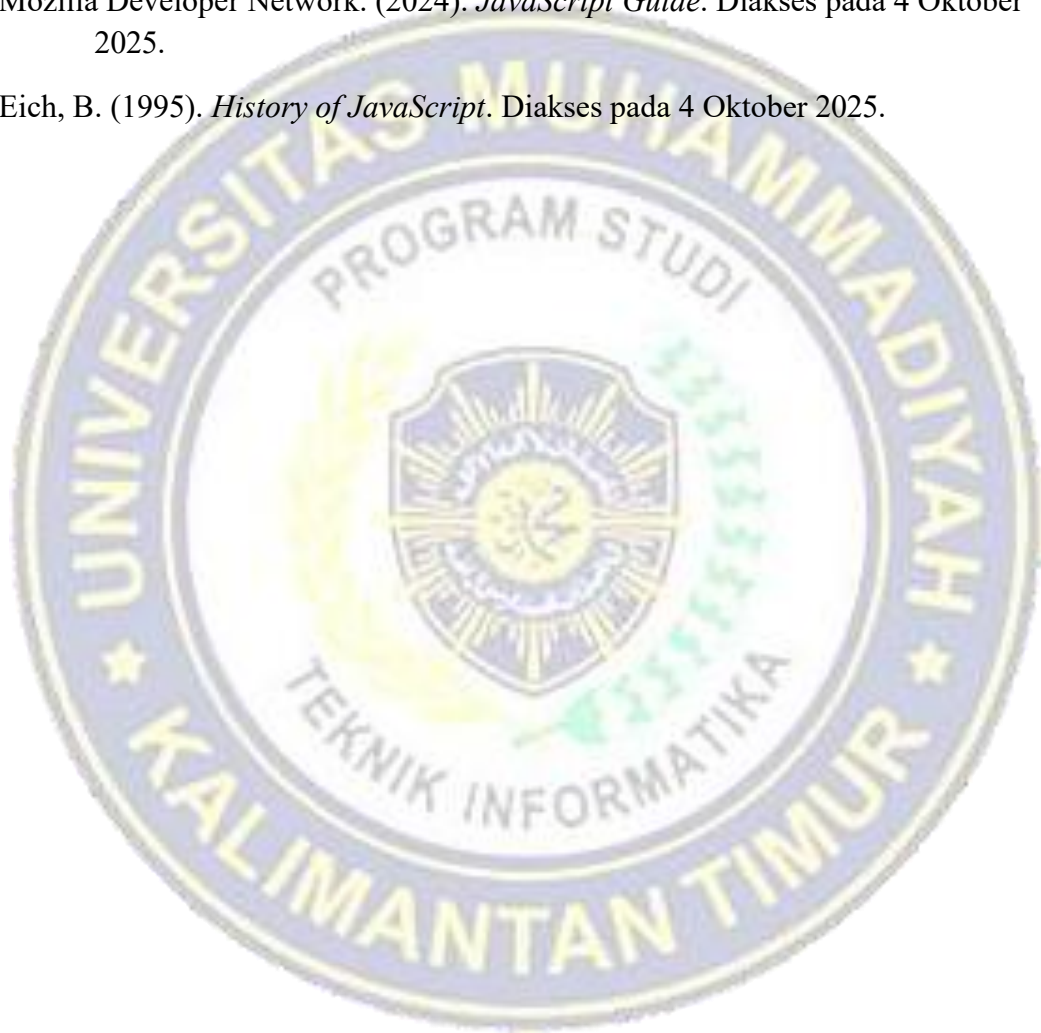 Mozilla Developer Network. (2024). JavaScript Guide. Diakses pada 4 Oktober
2025.
Eich, B. (1995). History of JavaScript. Diakses pada 4 Oktober 2025.
UNIVERSITAS MUHAMMADIYAH
PROGRAM STUDI
TEKNIK INFORMATIKA
KALIMANTAN TIMUR